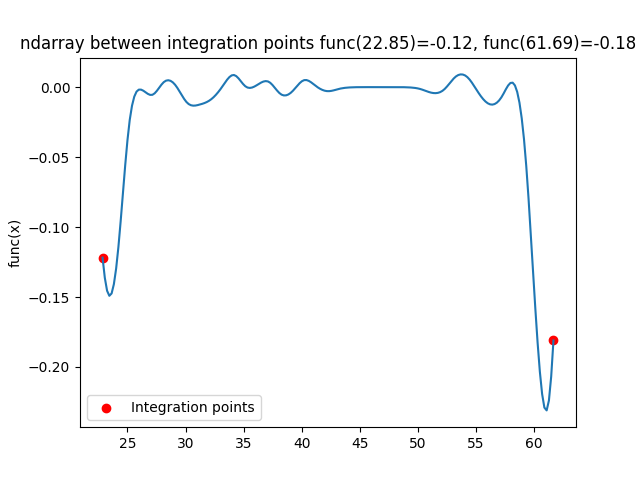 ndarray between integration points func(22.85)=-0.12, func(61.69)=-0.18
0.00
−0.05
−0.10
−0.15
−0.20
func(x)
Integration points
25 30 35 40 45 50 55 60